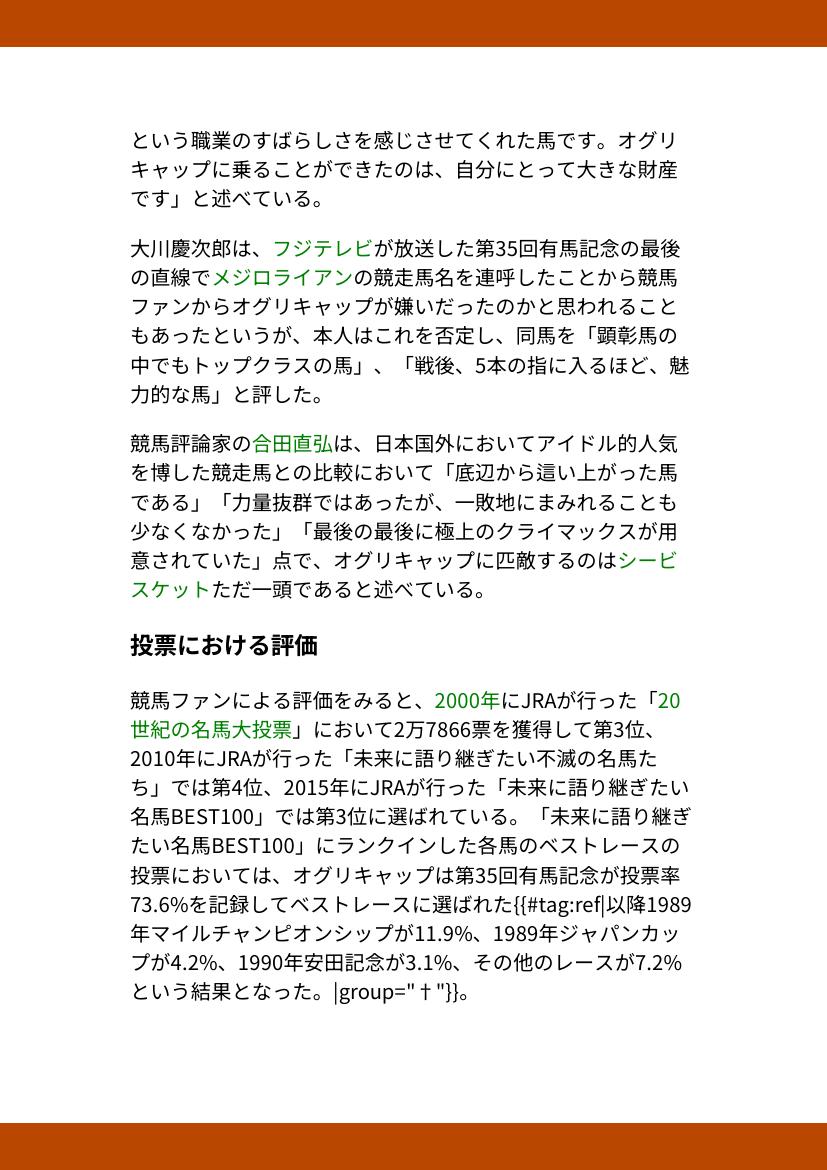 という職業のすばらしさを感じさせてくれた馬です。オグリ
キャップに乗ることができたのは、自分にとって大きな財産
です」と述べている。
大川慶次郎は、フジテレビが放送した第35回有馬記念の最後
の直線でメジロライアンの競走馬名を連呼したことから競馬
ファンからオグリキャップが嫌いだったのかと思われること
もあったというが、本人はこれを否定し、同馬を「顕彰馬の
中でもトップクラスの馬」、「戦後、5本の指に入るほど、魅
力的な馬」と評した。
競馬評論家の合田直弘は、日本国外においてアイドル的人気
を博した競走馬との比較において「底辺から這い上がった馬
である」「力量抜群ではあったが、一敗地にまみれることも
少なくなかった」「最後の最後に極上のクライマックスが用
意されていた」点で、オグリキャップに匹敵するのはシービ
スケットただ一頭であると述べている。
投票における評価
競馬ファンによる評価をみると、2000年にJRAが行った「20
世紀の名馬大投票」において2万7866票を獲得して第3位、
2010年にJRAが行った「未来に語り継ぎたい不滅の名馬た
ち」では第4位、2015年にJRAが行った「未来に語り継ぎたい
名馬BEST100」では第3位に選ばれている。「未来に語り継ぎ
たい名馬BEST100」にランクインした各馬のベストレースの
投票においては、オグリキャップは第35回有馬記念が投票率
73.6%を記録してベストレースに選ばれた{{#tag:ref|以降1989
年マイルチャンピオンシップが11.9%、1989年ジャパンカッ
プが4.2%、1990年安田記念が3.1%、その他のレースが7.2%
という結果となった。|group="†"}}。